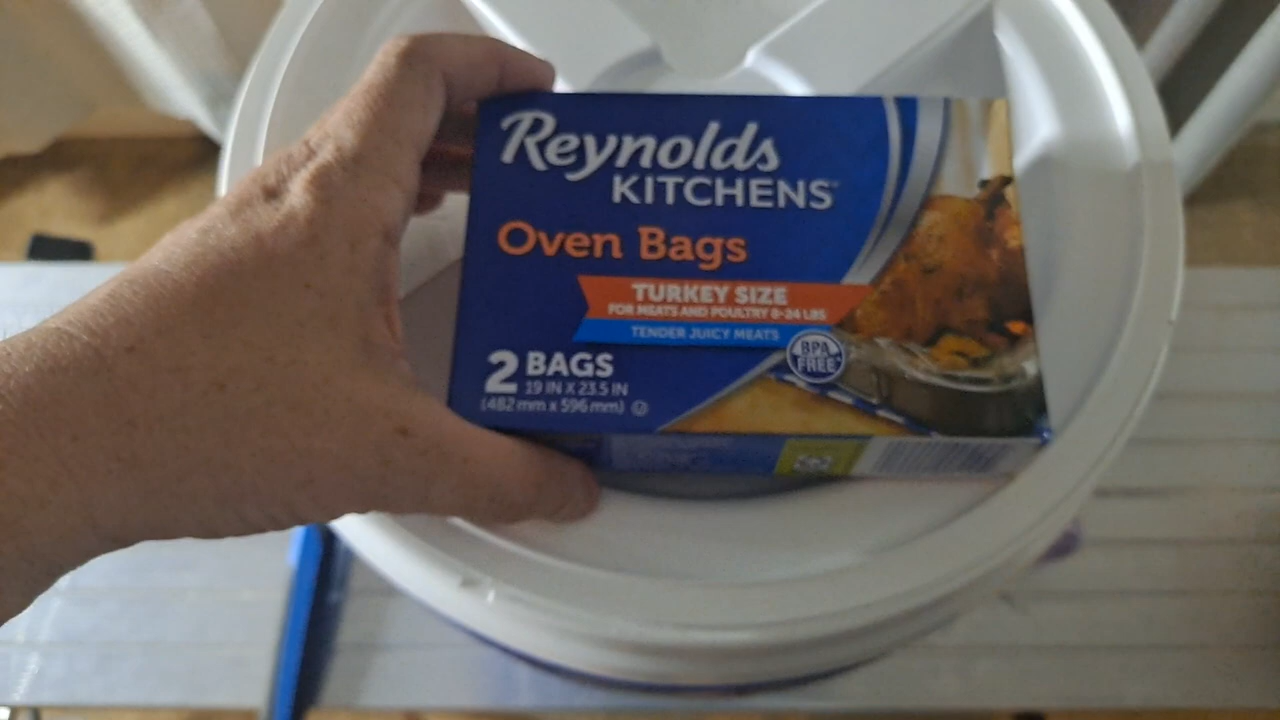 Reynolds
KITCHENS
Oven Bags
TURKEY SIZE
FOR MEATS AND POULTRY 8-24 LBS
TENDER JUICY MEATS
BPA
FREE
2 BAGS
19 IN X 23.5 IN
(482 mm x 596 mm)